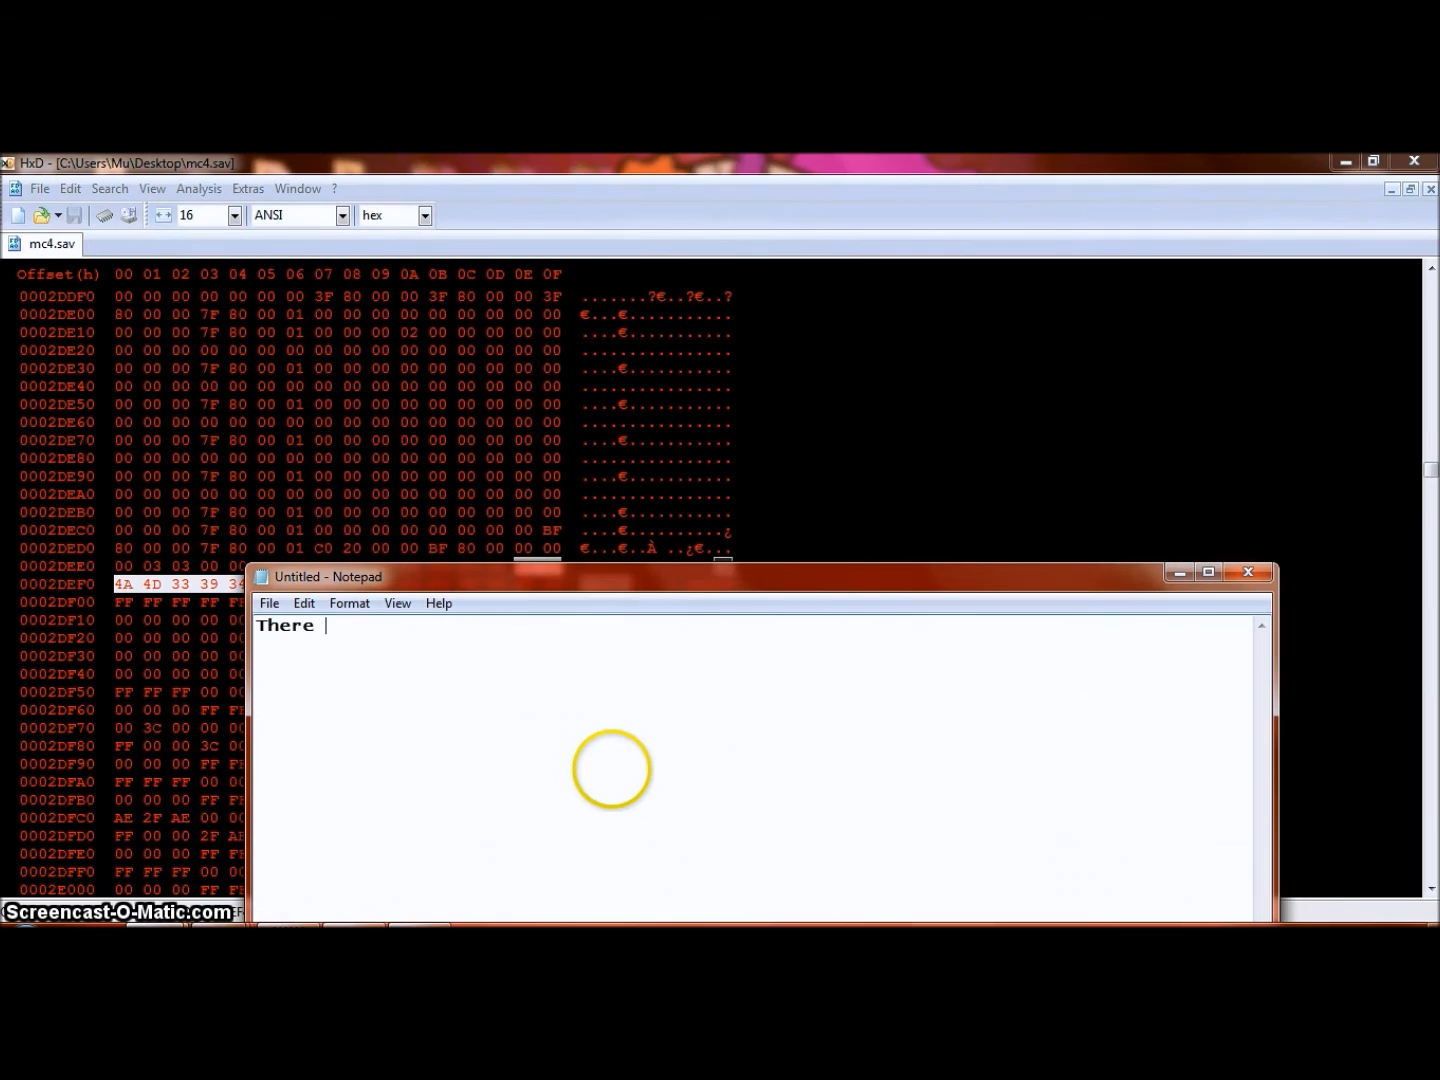 HxD - [C:\Users\Mu\Desktop\mc4.sav]
File Edit Search View Analysis Extras Window ?
16 ANSI hex
mc4.sav
Offset(h) 00 01 02 03 04 05 06 07 08 09 0A 0B 0C 0D 0E 0F
0002DDF0 00 00 00 00 00 00 00 3F 80 00 00 3F 80 00 00 3F .......?€..?€..?
0002DE00 80 00 00 7F 80 00 01 00 00 00 00 00 00 00 00 00 €...€...........
0002DE10 00 00 00 7F 80 00 01 00 00 00 02 00 00 00 00 00 ....€...........
0002DE20 00 00 00 00 00 00 00 00 00 00 00 00 00 00 00 00 ................
0002DE30 00 00 00 7F 80 00 01 00 00 00 00 00 00 00 00 00 ....€...........
0002DE40 00 00 00 00 00 00 00 00 00 00 00 00 00 00 00 00 ................
0002DE50 00 00 00 7F 80 00 01 00 00 00 00 00 00 00 00 00 ....€...........
0002DE60 00 00 00 00 00 00 00 00 00 00 00 00 00 00 00 00 ................
0002DE70 00 00 00 7F 80 00 01 00 00 00 00 00 00 00 00 00 ....€...........
0002DE80 00 00 00 00 00 00 00 00 00 00 00 00 00 00 00 00 ................
0002DE90 00 00 00 7F 80 00 01 00 00 00 00 00 00 00 00 00 ....€...........
0002DEA0 00 00 00 00 00 00 00 00 00 00 00 00 00 00 00 00 ................
0002DEB0 00 00 00 7F 80 00 01 00 00 00 00 00 00 00 00 00 ....€...........
0002DEC0 00 00 00 7F 80 00 01 00 00 00 00 00 00 00 00 BF ....€..........¿
0002DED0 80 00 00 7F 80 00 01 C0 20 00 00 BF 80 00 00 00 €...€..À ..¿€...
0002DEE0 00 03 03 00 00
0002DEF0 4A 4D 33 39 34
0002DF00 FF FF FF FF
0002DF10 00 00 00 00 00
0002DF20 00 00 00 00 00
0002DF30 00 00 00 00 00
0002DF40 00 00 00 00 00
0002DF50 FF FF FF 00 00
0002DF60 00 00 00 FF
0002DF70 00 3C 00 00 00
0002DF80 FF 00 00 3C 00
0002DF90 00 00 00 FF
0002DFA0 FF FF FF 00 00
0002DFB0 00 00 00 FF
0002DFC0 AE 2F AE 00 00
0002DFD0 FF 00 00 2F
0002DFE0 00 00 00 FF
0002DFF0 FF FF FF 00 00
0002E000 00 00 00 FF
Untitled - Notepad
File Edit Format View Help
There
Screencast-O-Matic.com